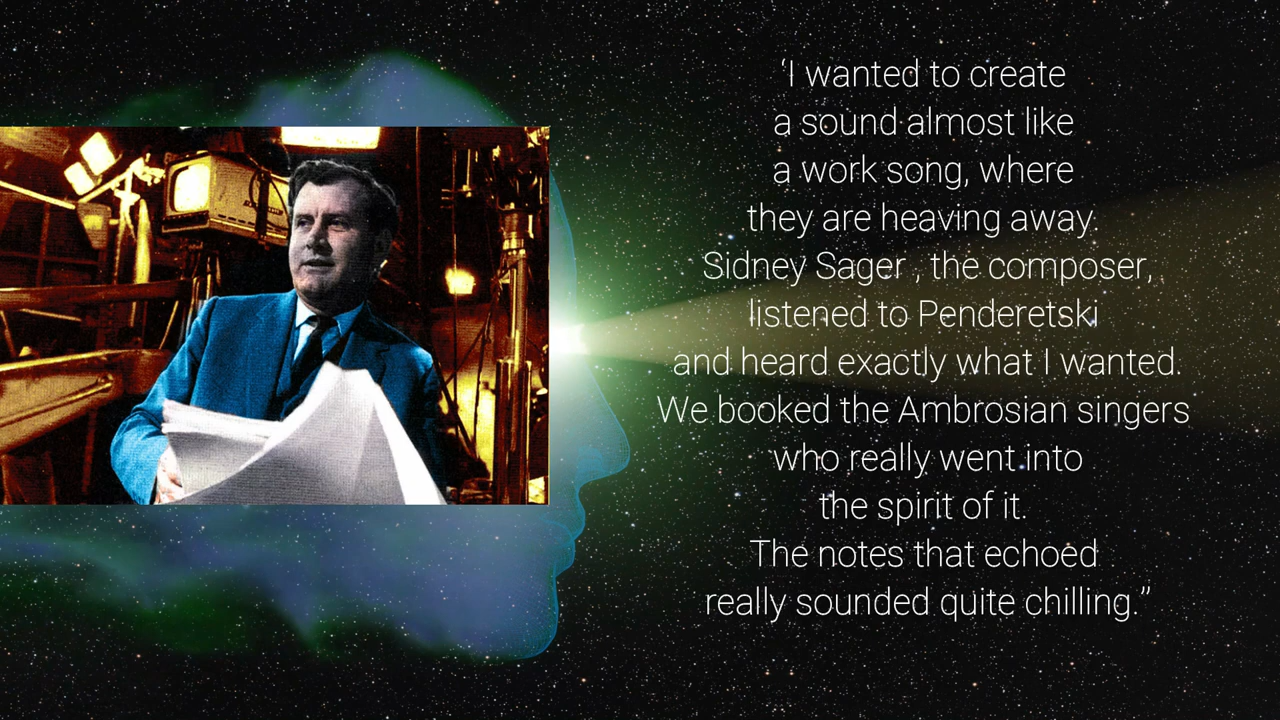 ‘I wanted to create
a sound almost like
a work song, where
they are heaving away.
Sidney Sager , the composer,
listened to Penderetski
and heard exactly what I wanted.
We booked the Ambrosian singers
who really went into
the spirit of it.
The notes that echoed
really sounded quite chilling.”